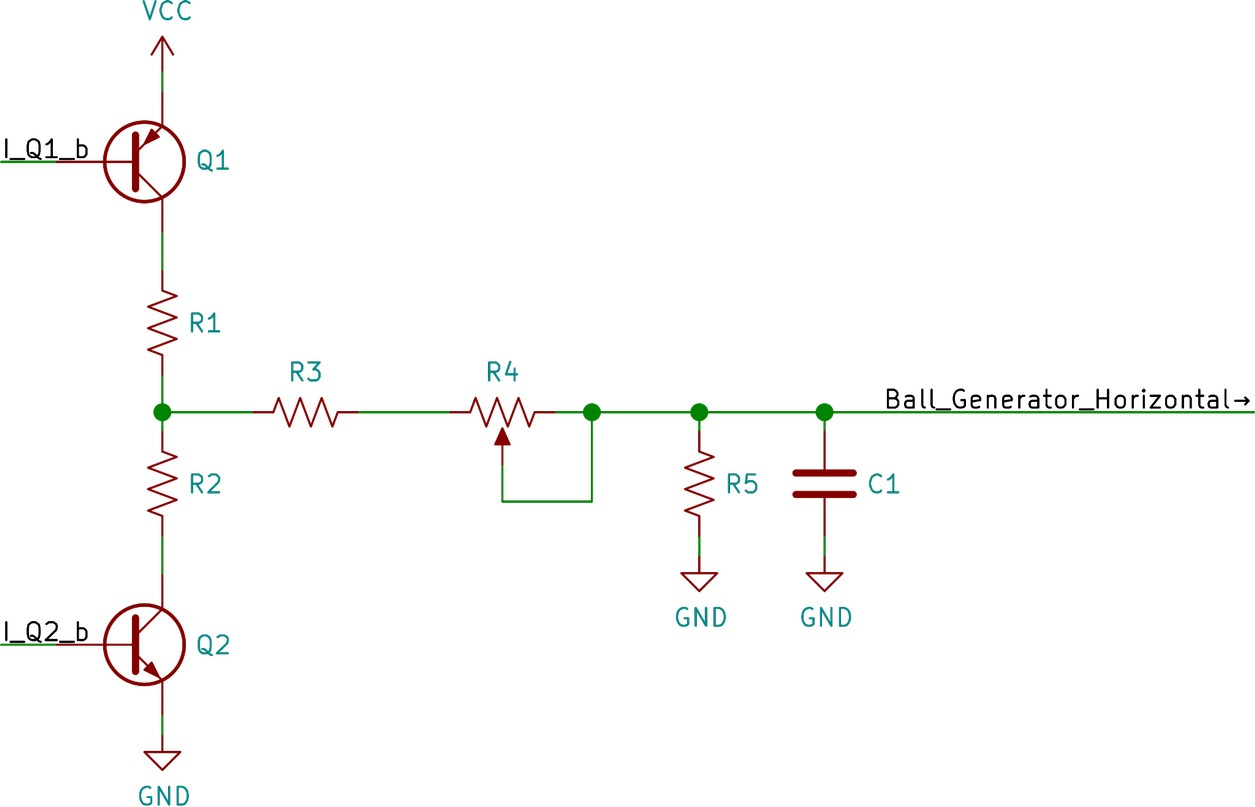 VCC
I_Q1_b
Q1
R1
R3
R4
Ball_Generator_Horizontal→
R2
R5
C1
GND
GND
I_Q2_b
Q2
GND